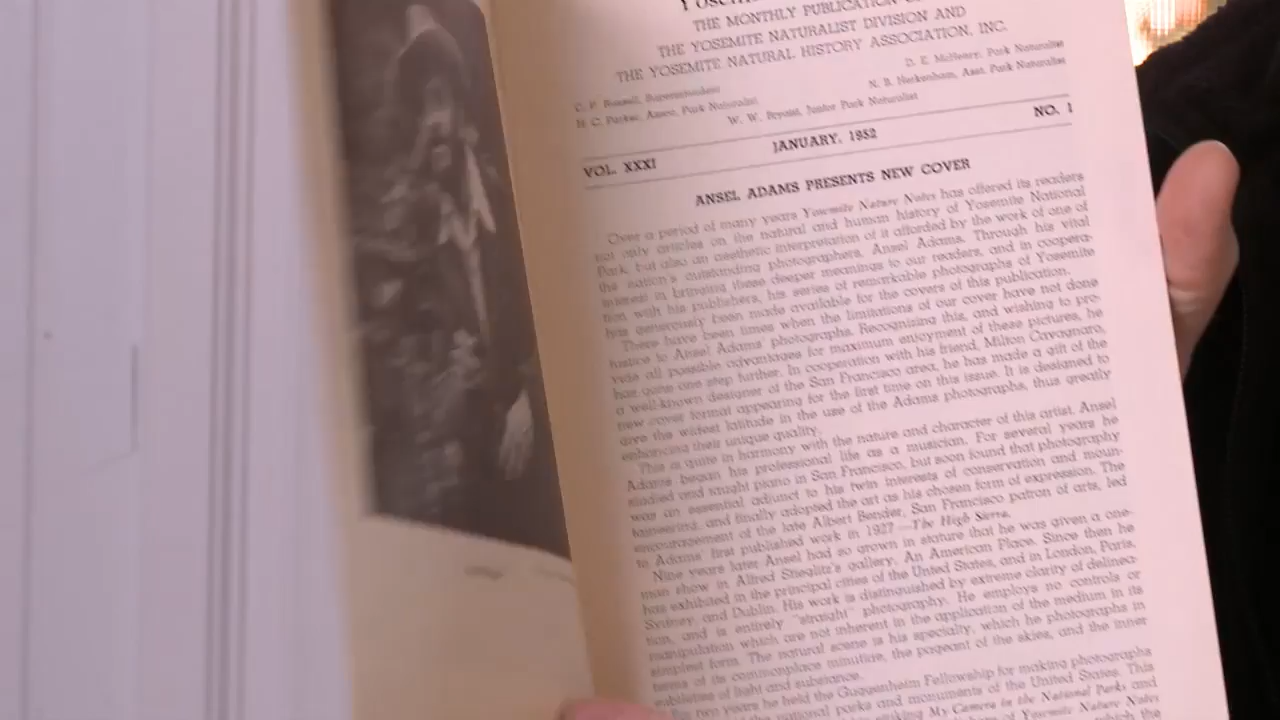 THE MONTHLY PUBLICATION
THE YOSEMITE NATURALIST DIVISION AND
THE YOSEMITE NATURAL HISTORY ASSOCIATION, INC.
C. P. Russell, Superintendent
D. E. McHenry, Park Naturalist
H. C. Parker, Assoc. Park Naturalist
N. B. Herkenham, Asst. Park Naturalist
W. W. Bryant, Junior Park Naturalist
VOL. XXXI
JANUARY, 1952
NO. 1
ANSEL ADAMS PRESENTS NEW COVER
Over a period of many years Yosemite Nature Notes has offered its readers
not only articles on the natural and human history of Yosemite National
Park, but also an aesthetic interpretation of it afforded by the work of one of
the nation's outstanding photographers, Ansel Adams. Through his vital
interest in bringing these deeper meanings to our readers, and in coopera-
tion with his publishers, his series of remarkable photographs of Yosemite
has generously been made available for the covers of this publication.
There have been times when the limitations of our cover have not done
justice to Ansel Adams' photographs. Recognizing this, and wishing to pro-
vide all possible advantages for maximum enjoyment of these pictures, he
has gone one step further. In cooperation with his friend, Milton Cavagnaro,
a well-known designer of the San Francisco area, he has made a gift of the
new cover format appearing for the first time on this issue. It is designed to
give the widest latitude in the use of the Adams photographs, thus greatly
enhancing their unique quality.
This is quite in harmony with the nature and character of this artist. Ansel
Adams began his professional life as a musician. For several years he
studied and taught piano in San Francisco, but soon found that photography
was an essential adjunct to his twin interests of conservation and moun-
taineering, and finally adopted the art as his chosen form of expression. The
encouragement of the late Albert Bender, San Francisco patron of arts, led
to Adams' first published work in 1927—The High Sierra.
Nine years later Ansel had so grown in stature that he was given a one-
man show in Alfred Stieglitz's gallery, An American Place. Since then he
has exhibited in the principal cities of the United States, and in London, Paris,
Sydney and Dublin. His work is distinguished by extreme clarity of delinea-
tion, and is entirely "straight" photography. He employs no controls or
manipulation which are not inherent in the application of the medium in its
simplest form. The natural scene is his specialty, which he photographs in
terms of its commonplace minutiae, the pageant of the skies, and the inner
subtleties of light and substance.
two years he held the Guggenheim Fellowship for making photographs
the national parks and monuments of the United States. This
My Camera in the National Parks and
Yosemite Nature Notes